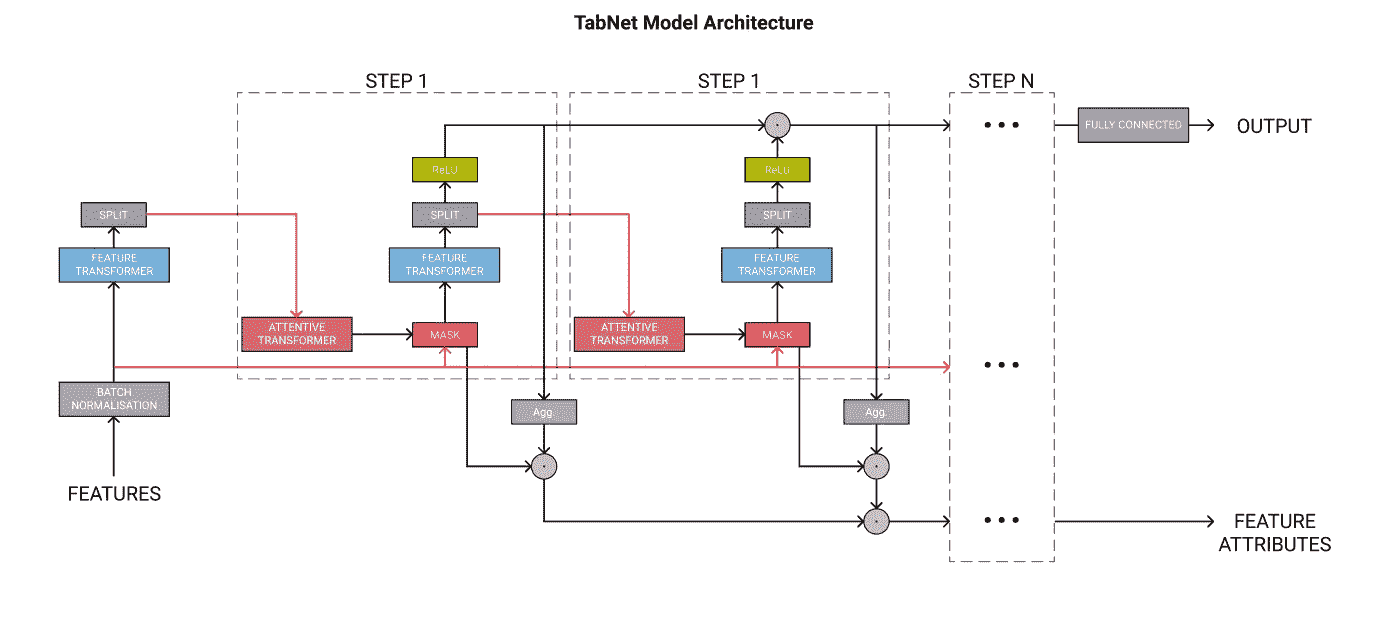 TabNet Model Architecture
STEP 1
STEP 1
STEP N
FULLY CONNECTED
OUTPUT
ReLU
ReLU
SPLIT
SPLIT
SPLIT
FEATURE
TRANSFORMER
FEATURE
TRANSFORMER
FEATURE
TRANSFORMER
ATTENTIVE
TRANSFORMER
MASK
ATTENTIVE
TRANSFORMER
MASK
BATCH
NORMALISATION
Agg.
Agg.
FEATURES
FEATURE
ATTRIBUTES